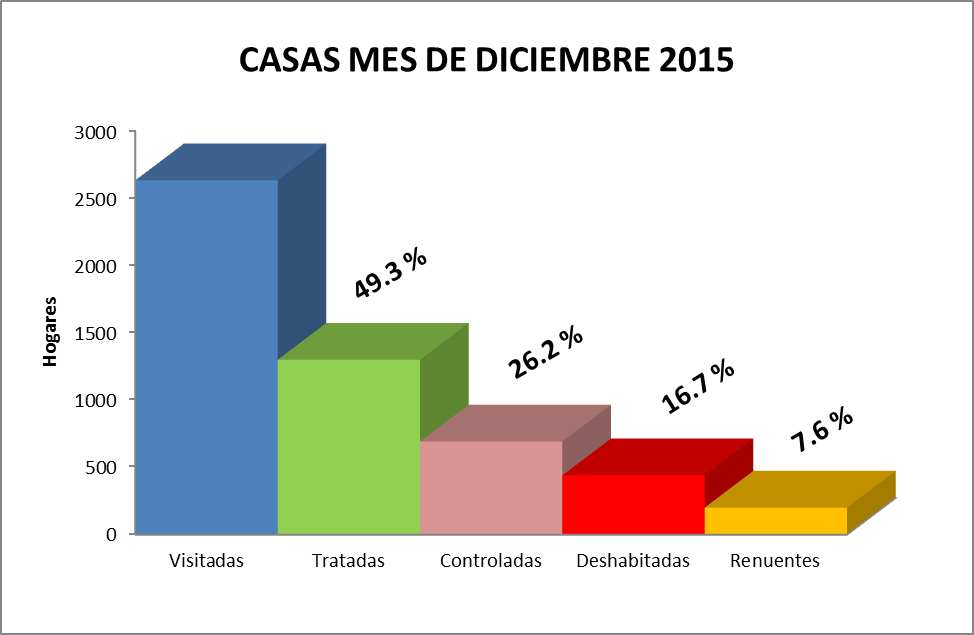 CASAS MES DE DICIEMBRE 2015
3000
2500
2000
1500
1000
500
0
Hogares
49.3 %
26.2 %
16.7 %
7.6 %
Visitadas
Tratadas
Controladas
Deshabitadas
Renuentes